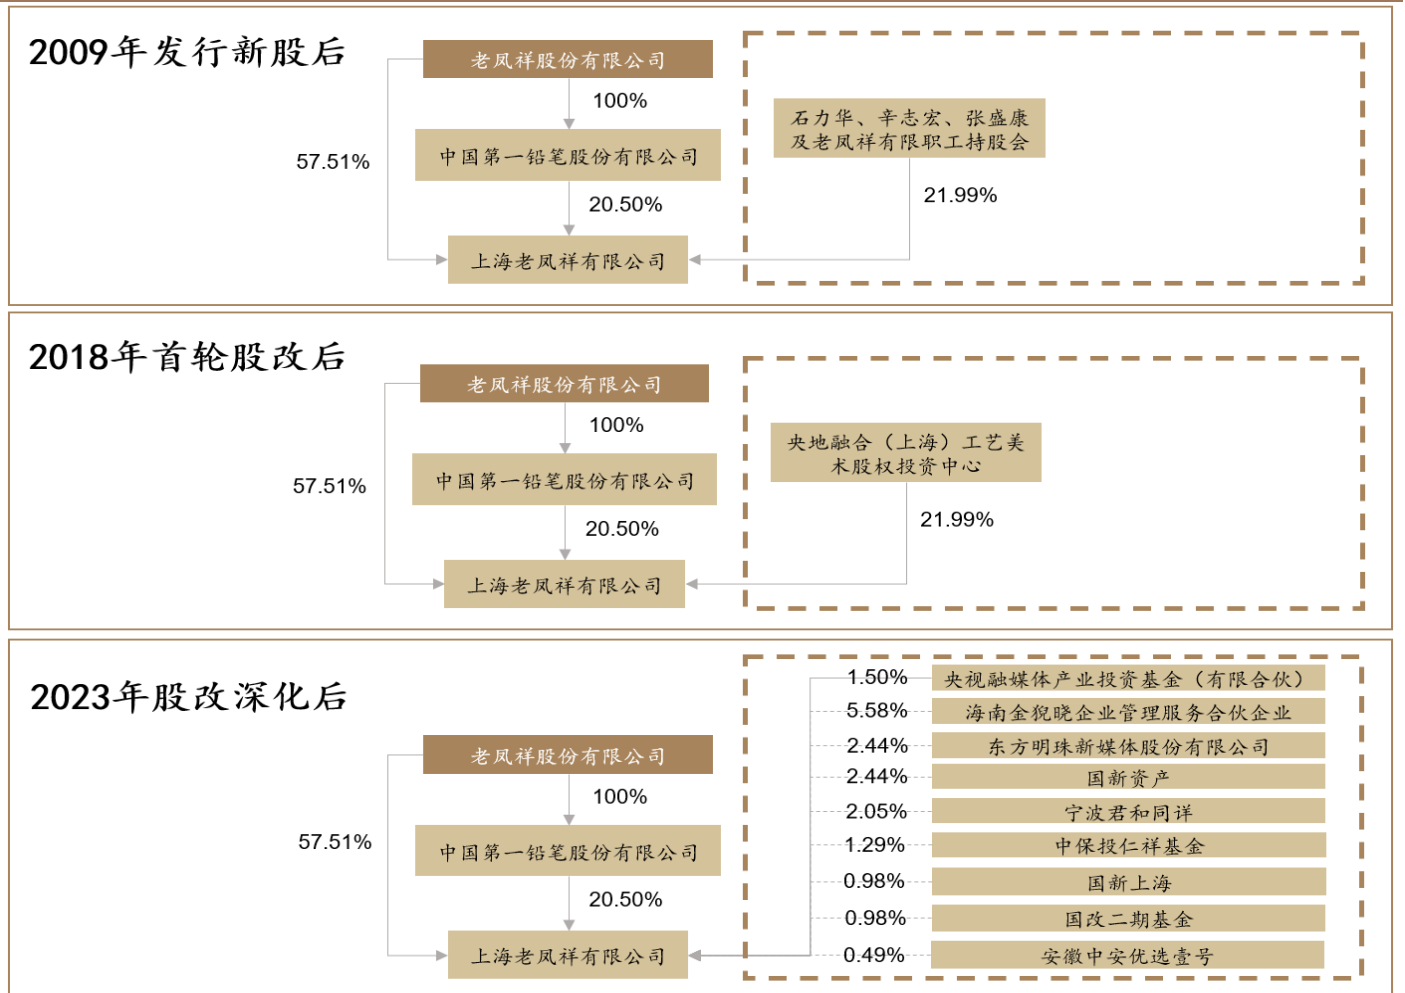 2009年发行新股后
老凤祥股份有限公司
100%
中国第一铅笔股份有限公司
57.51%
20.50%
上海老凤祥有限公司
石力华、辛志宏、张盛康
及老凤祥有限职工持股会
21.99%
2018年首轮股改后
老凤祥股份有限公司
100%
中国第一铅笔股份有限公司
57.51%
20.50%
上海老凤祥有限公司
央地融合（上海）工艺美
术股权投资中心
21.99%
2023年股改深化后
老凤祥股份有限公司
100%
57.51%
中国第一铅笔股份有限公司
20.50%
上海老凤祥有限公司
1.50% 央视融媒体产业投资基金（有限合伙）
5.58% 海南金猊晓企业管理服务合伙企业
2.44% 东方明珠新媒体股份有限公司
2.44% 国新资产
2.05% 宁波君和同详
1.29% 中保投仁祥基金
0.98% 国新上海
0.98% 国改二期基金
0.49% 安徽中安优选壹号